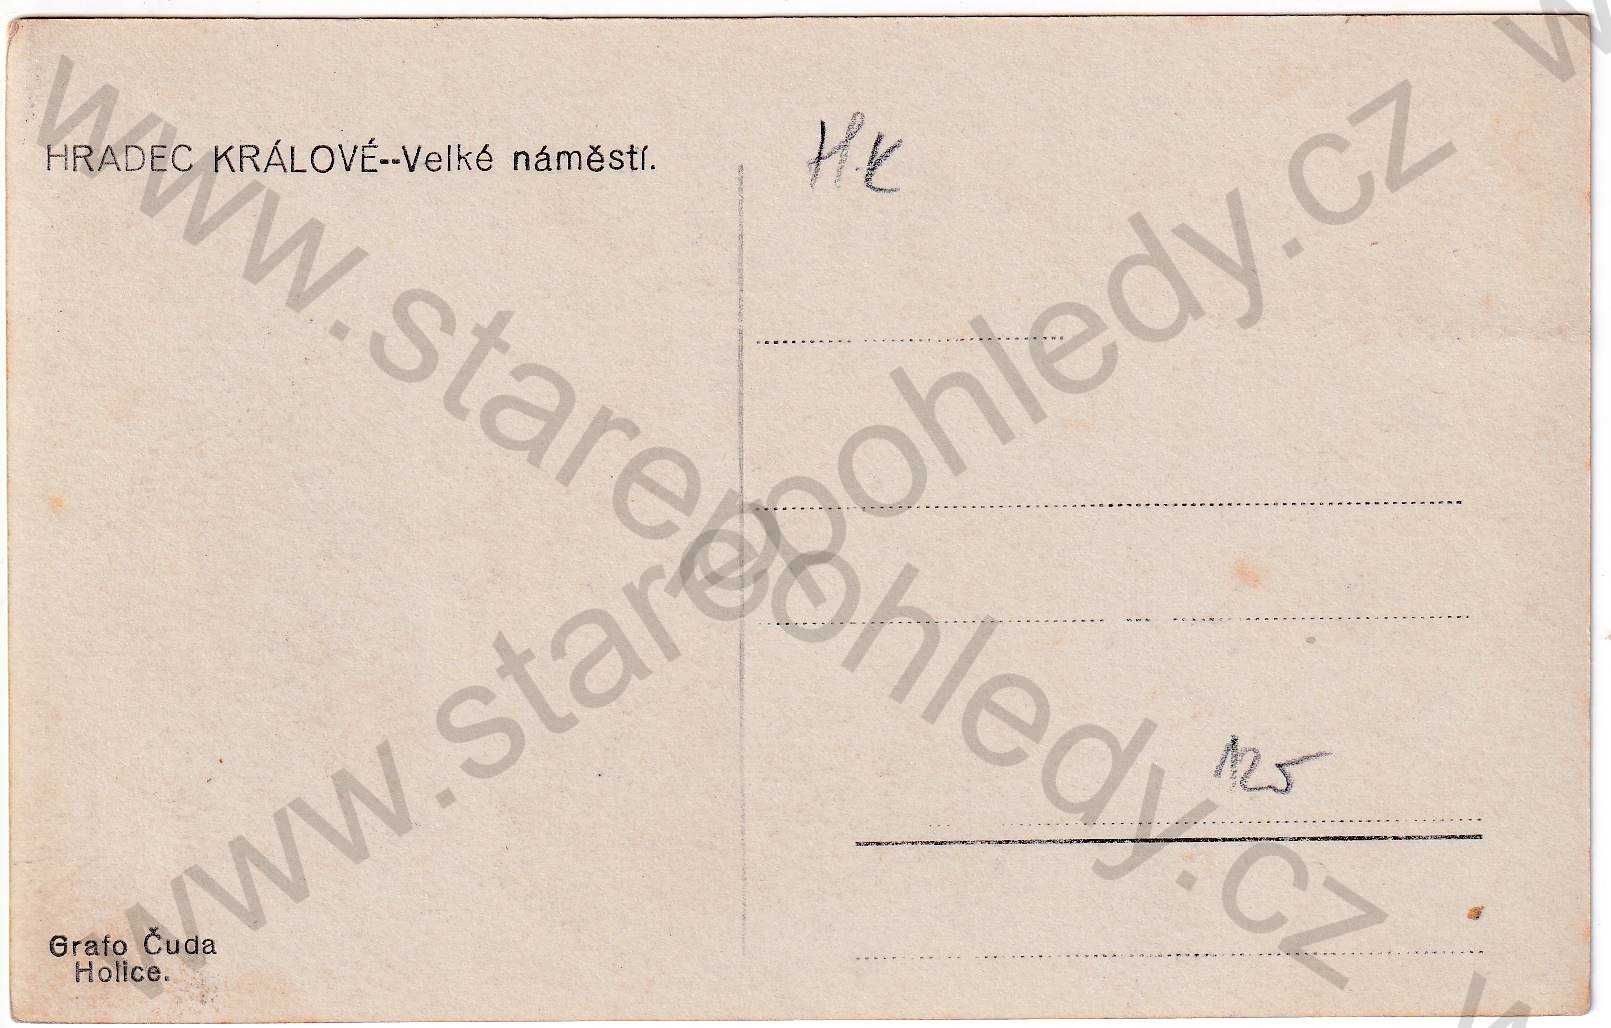 HRADEC KRÁLOVÉ--Velké náměstí.
H.K
125
Grafo Čuda
Holice.
www.starepohledy.cz
www.starepohledy.cz